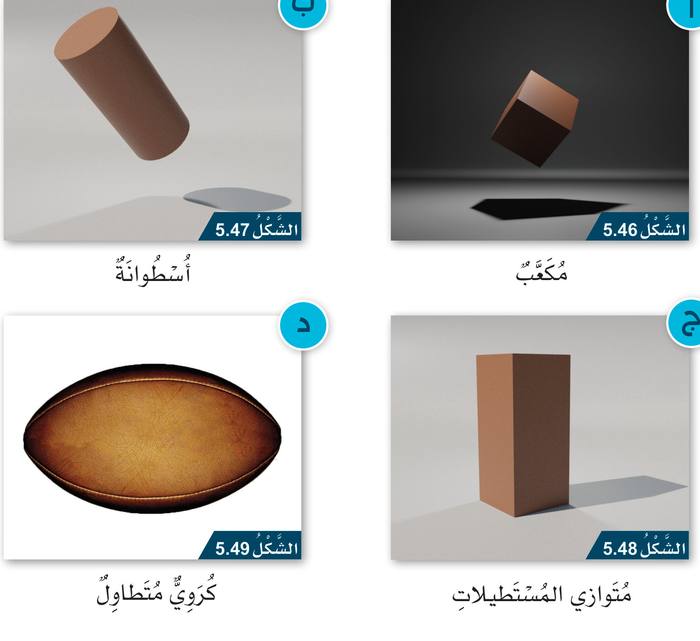 أ
الشَّكْلُ 5.46
مُكَعَّبٌ
ب
الشَّكْلُ 5.47
أُسْطُوانَةٌ
ج
الشَّكْلُ 5.48
مُتَوازي المُسْتَطيلاتِ
د
الشَّكْلُ 5.49
كُرَوِيٌّ مُتَطاوِلٌ